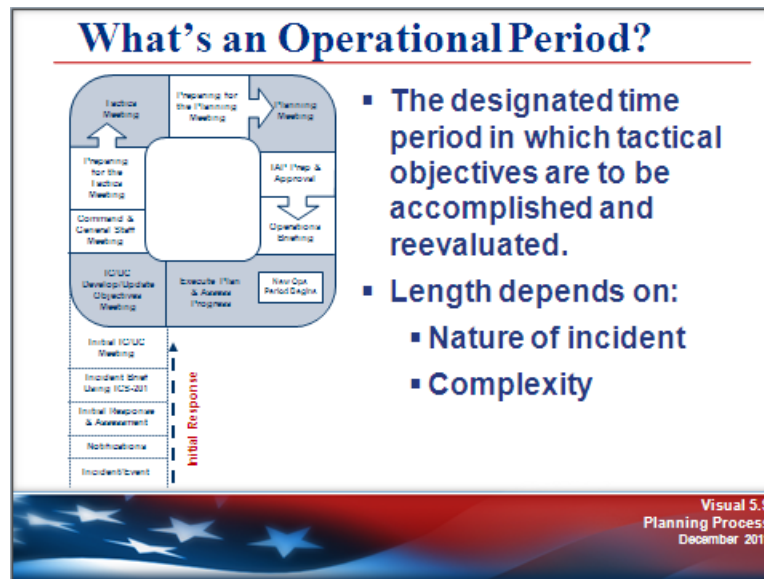 What's an Operational Period?
Tactics
Meeting
Preparing for
the Planning
Meeting
Planning
Meeting
Preparing
for the
Tactics
Meeting
IAP Prep &
Approval
Command &
General Staff
Meeting
Operations
Briefing
IC/UC
Develop/Update
Objectives
Meeting
Execute Plan
& Assess
Progress
New Ops
Period Begins
Initial IC/UC
Meeting
Incident Brief
Using ICS-201
Initial Response
& Assessment
Notifications
Incident/Event
Initial Response
▪ The designated time
period in which tactical
objectives are to be
accomplished and
reevaluated.
▪ Length depends on:
▪ Nature of incident
▪ Complexity
Visual 5.
Planning Process
December 201